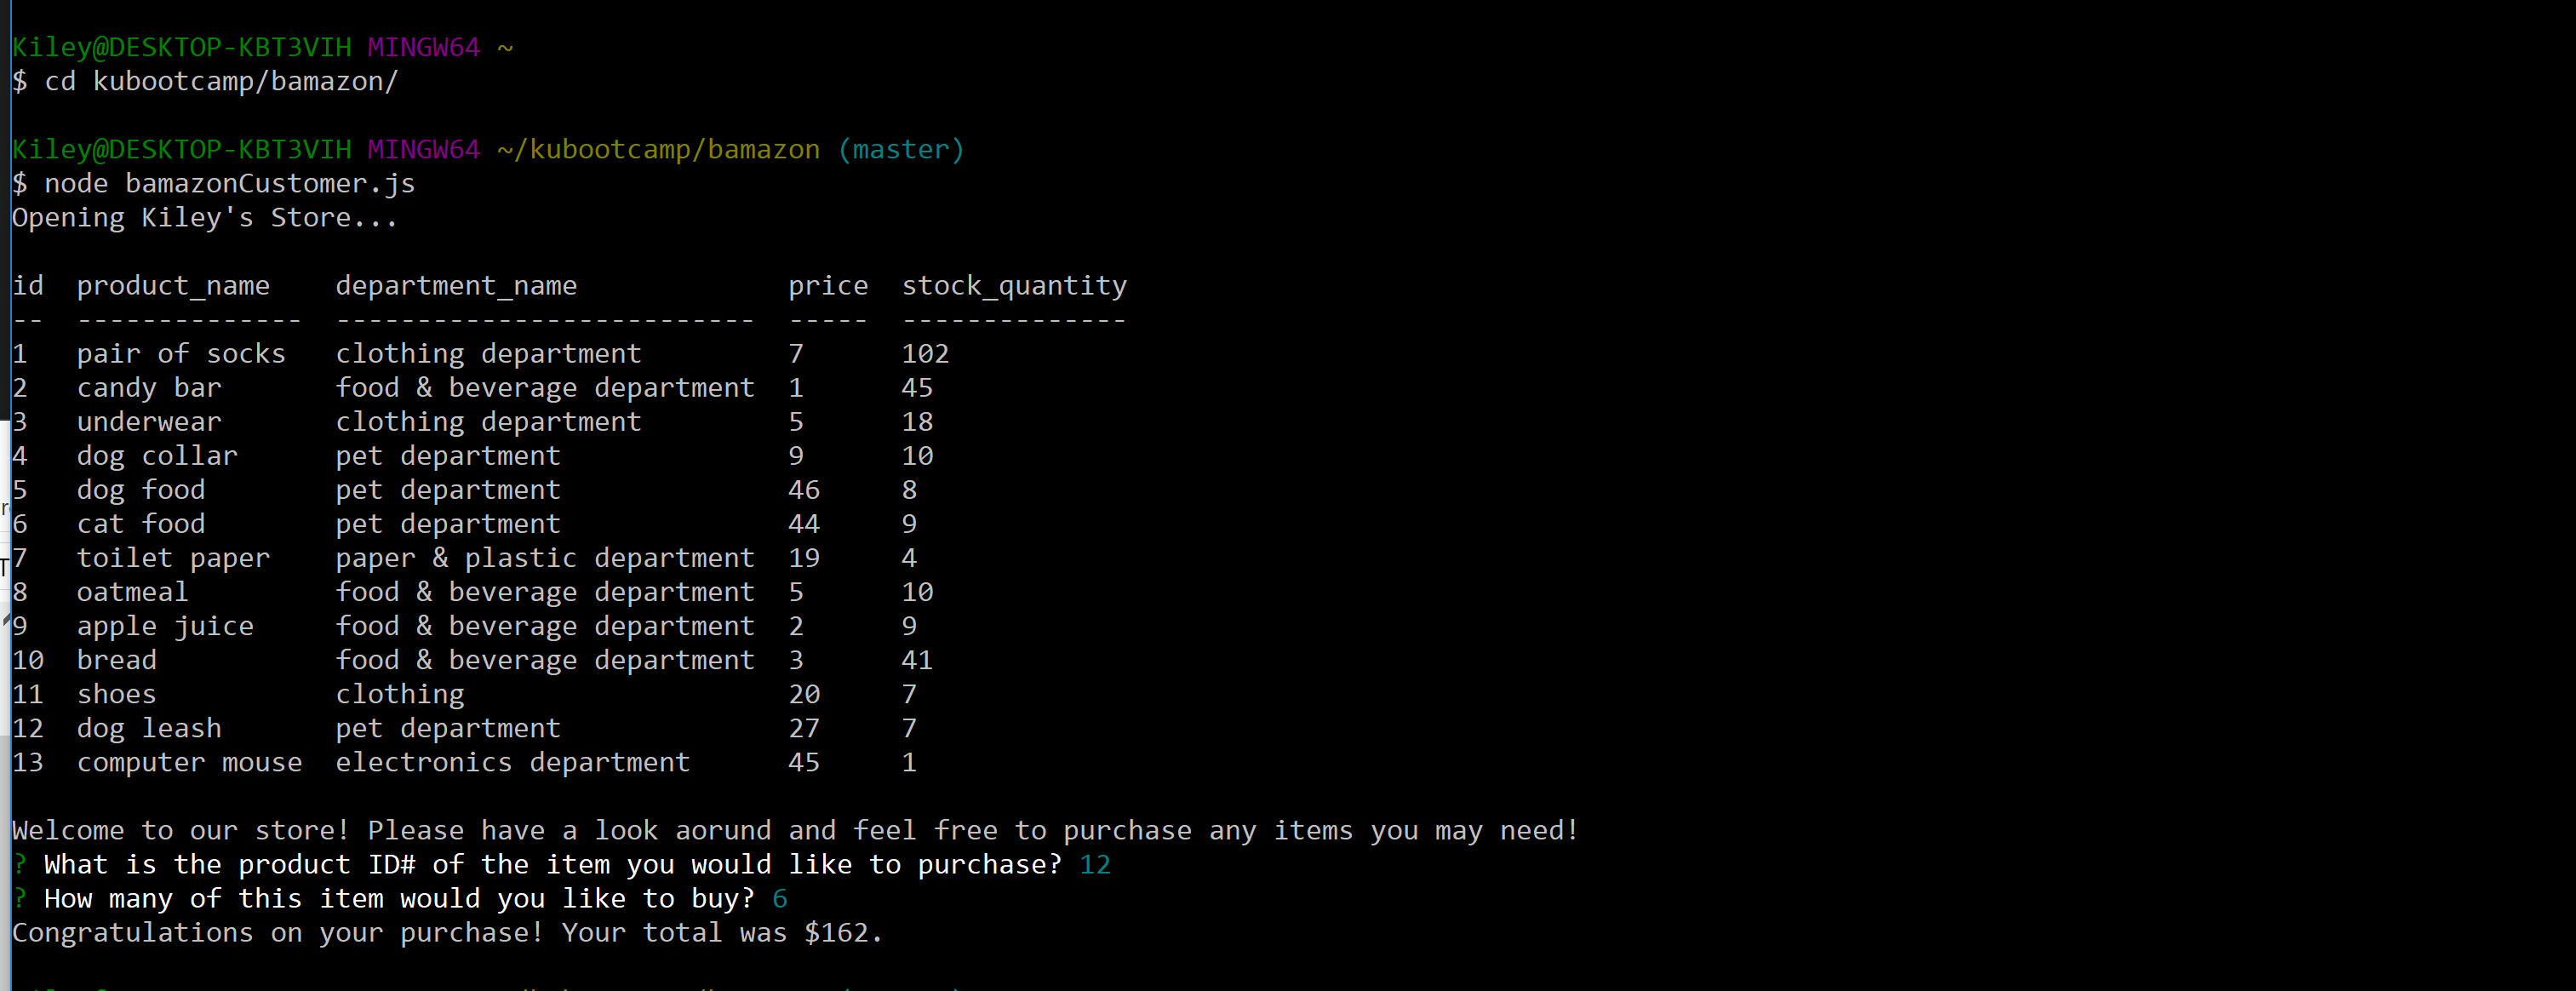 Kiley@DESKTOP-KBT3VIH MINGW64 ~
$ cd kubootcamp/bamazon/
Kiley@DESKTOP-KBT3VIH MINGW64 ~/kubootcamp/bamazon (master)
$ node bamazonCustomer.js
Opening Kiley's Store...
id  product_name    department_name             price  stock_quantity
--  --------------  --------------------------  -----  --------------
1   pair of socks   clothing department         7      102
2   candy bar       food & beverage department  1      45
3   underwear       clothing department         5      18
4   dog collar      pet department              9      10
5   dog food        pet department              46     8
6   cat food        pet department              44     9
7   toilet paper    paper & plastic department  19     4
8   oatmeal         food & beverage department  5      10
9   apple juice     food & beverage department  2      9
10  bread           food & beverage department  3      41
11  shoes           clothing                    20     7
12  dog leash       pet department              27     7
13  computer mouse  electronics department      45     1
Welcome to our store! Please have a look aorund and feel free to purchase any items you may need!
? What is the product ID# of the item you would like to purchase? 12
? How many of this item would you like to buy? 6
Congratulations on your purchase! Your total was $162.